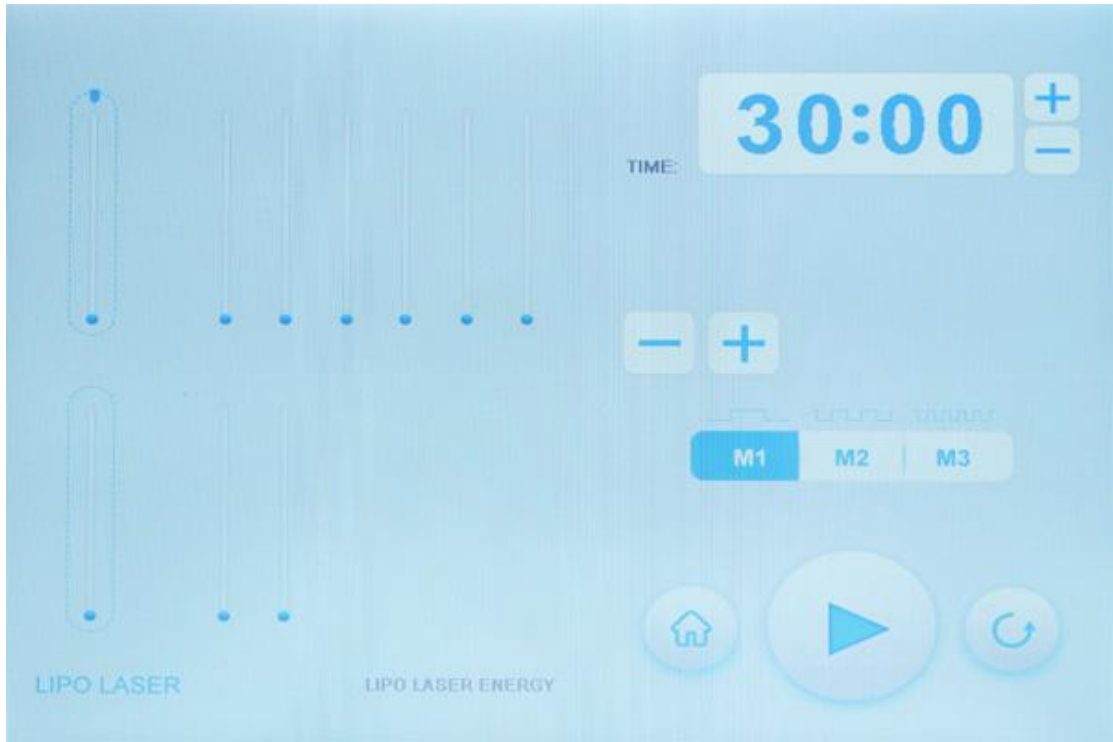 30:00
TIME:
M1 M2 M3
LIPO LASER
LIPO LASER ENERGY